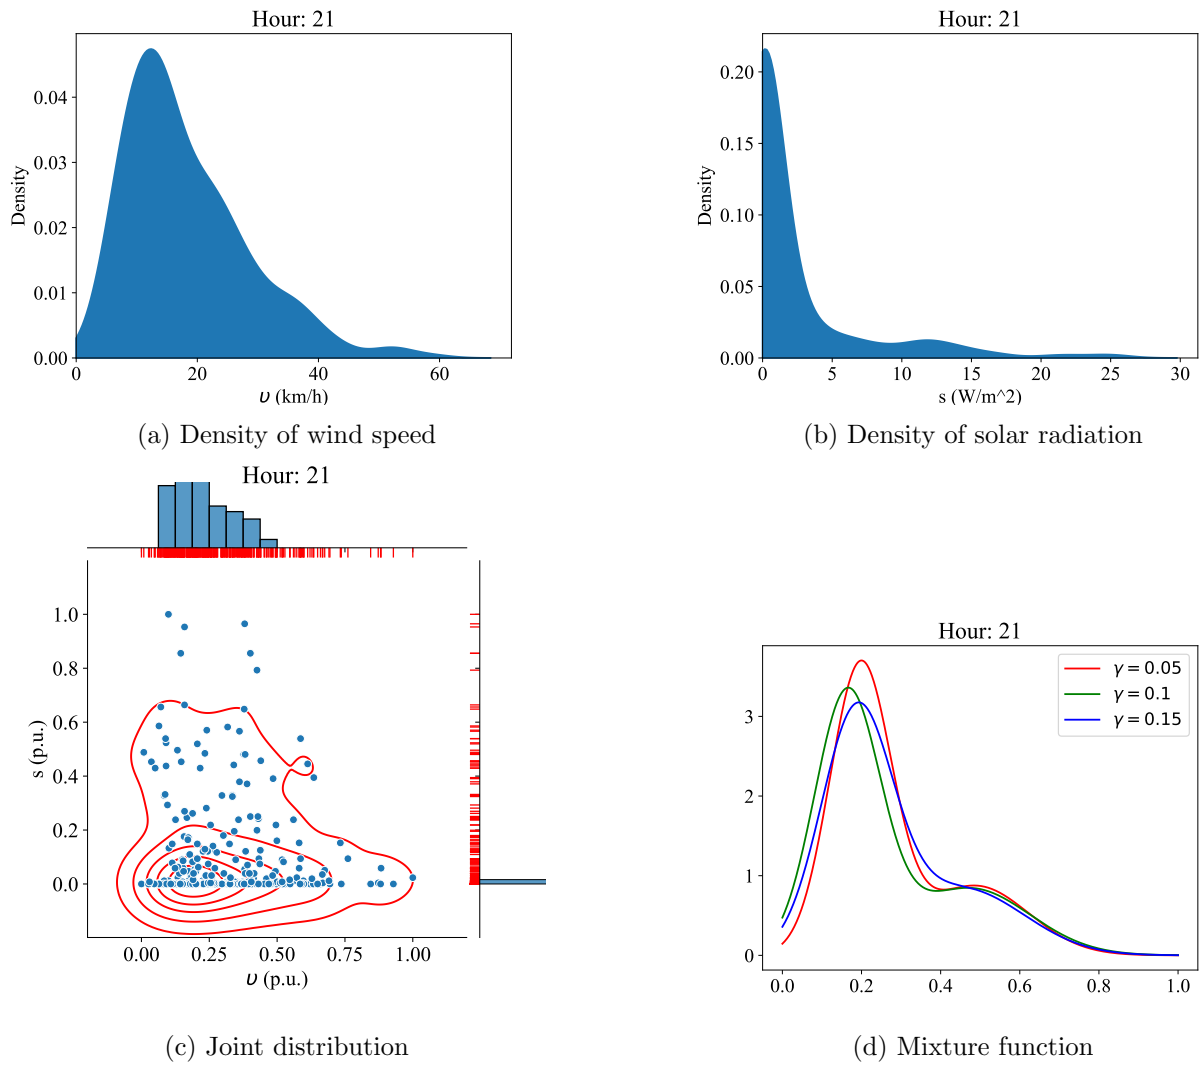 Hour: 21
Density
0.04
0.03
0.02
0.01
0.00
0 20 40 60
υ (km/h)
(a) Density of wind speed
Hour: 21
Density
0.20
0.15
0.10
0.05
0.00
0 5 10 15 20 25 30
s (W/m^2)
(b) Density of solar radiation
Hour: 21
s (p.u.)
1.0
0.8
0.6
0.4
0.2
0.0
0.00 0.25 0.50 0.75 1.00
υ (p.u.)
(c) Joint distribution
Hour: 21
γ = 0.05
γ = 0.1
γ = 0.15
3
2
1
0
0.0 0.2 0.4 0.6 0.8 1.0
(d) Mixture function